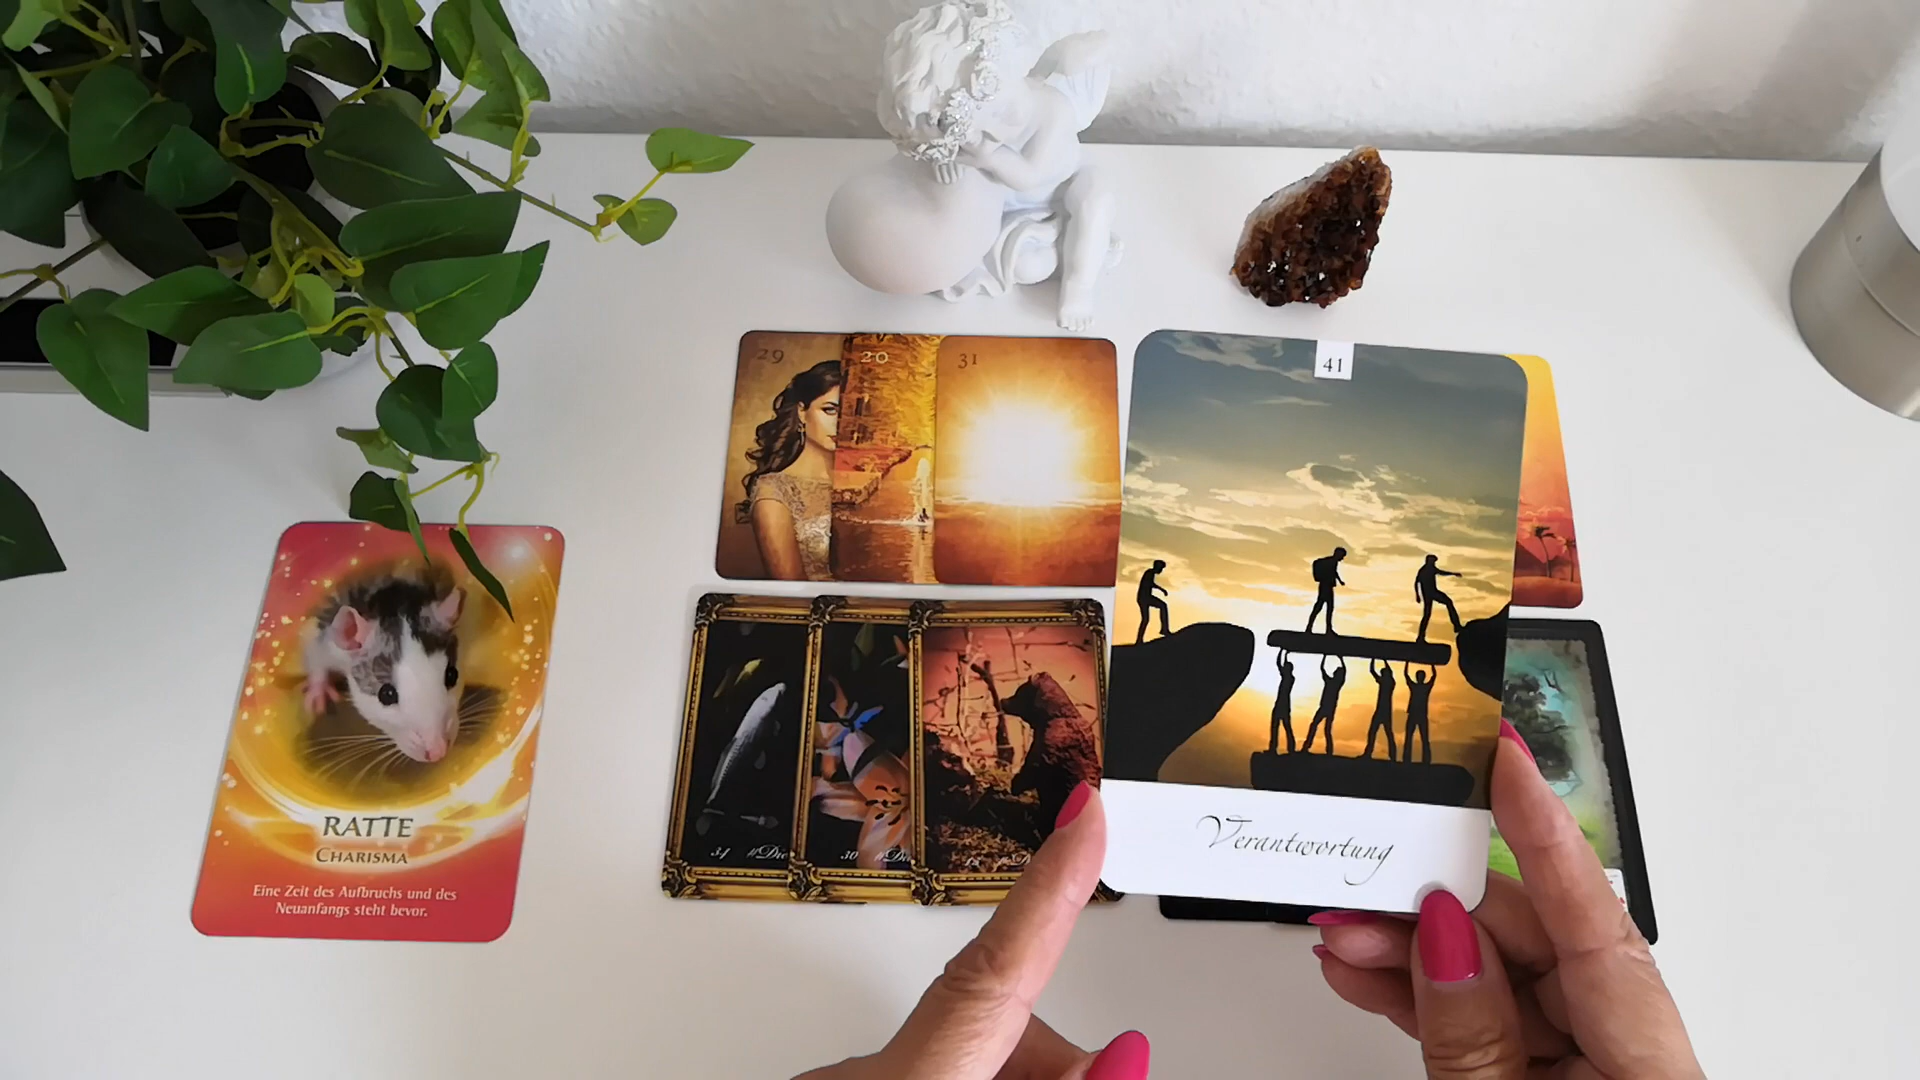 29
20
31
41
RATTE
CHARISMA
Eine Zeit des Aufbruchs und des
Neuanfangs steht bevor.
34
30
Verantwortung